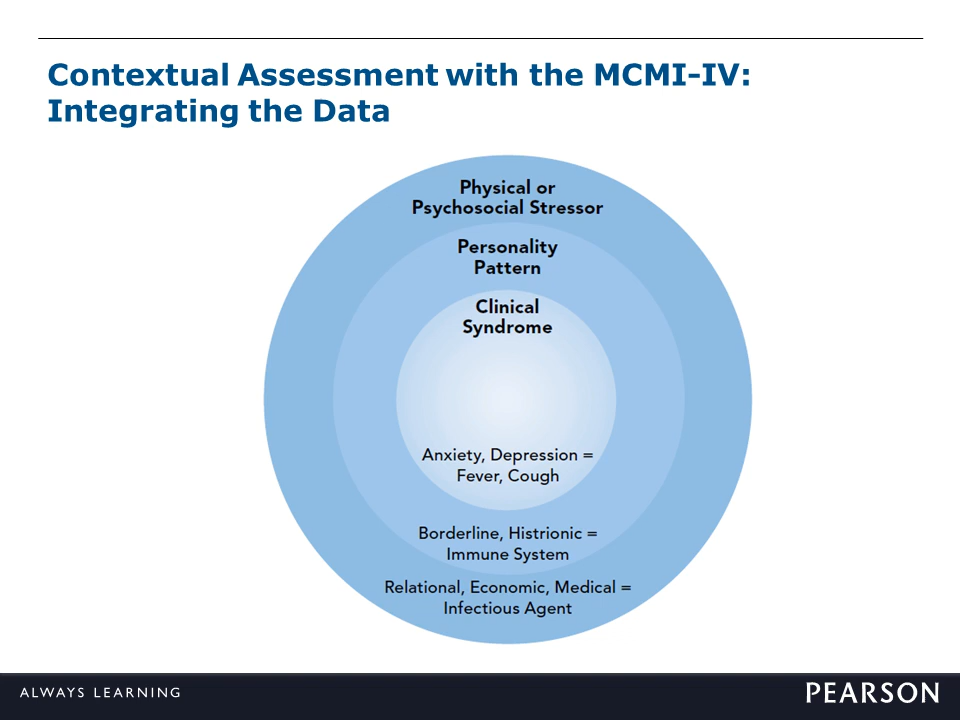 Contextual Assessment with the MCMI-IV:
Integrating the Data
Physical or
Psychosocial Stressor
Personality
Pattern
Clinical
Syndrome
Anxiety, Depression =
Fever, Cough
Borderline, Histrionic =
Immune System
Relational, Economic, Medical =
Infectious Agent
ALWAYS LEARNING
PEARSON